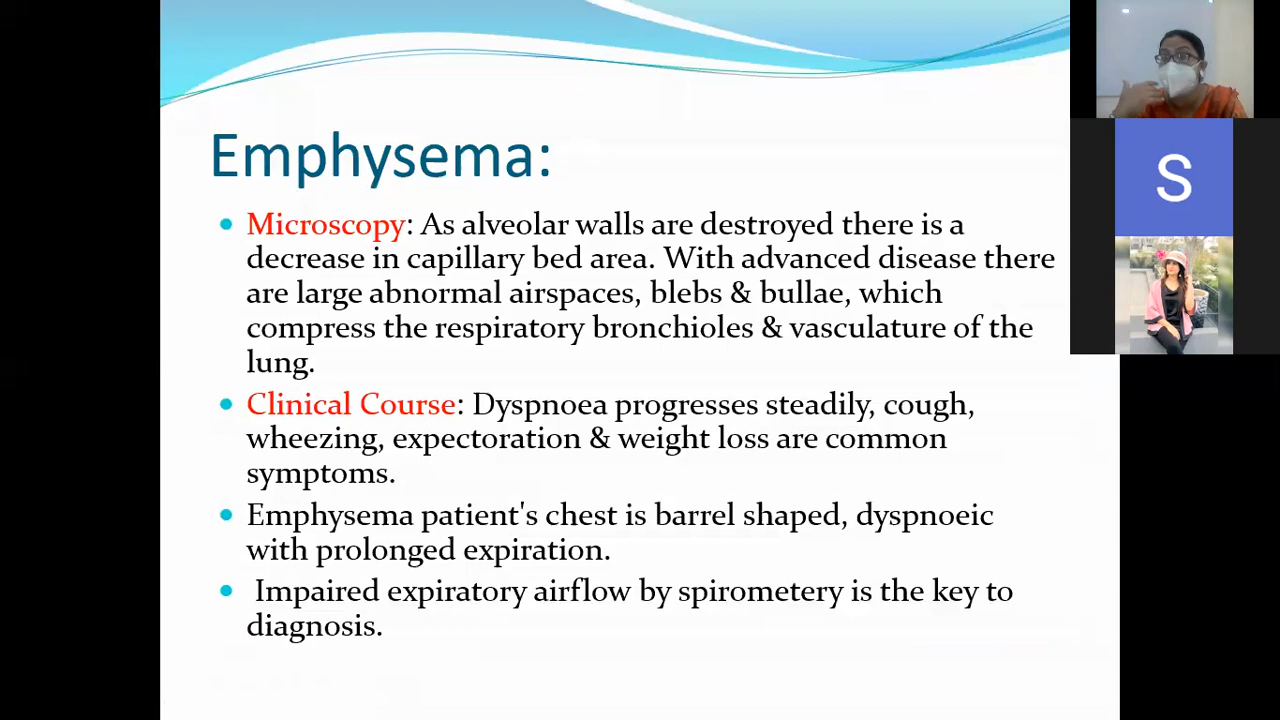 Emphysema:
Microscopy: As alveolar walls are destroyed there is a
decrease in capillary bed area. With advanced disease there
are large abnormal airspaces, blebs & bullae, which
compress the respiratory bronchioles & vasculature of the
lung.
Clinical Course: Dyspnoea progresses steadily, cough,
wheezing, expectoration & weight loss are common
symptoms.
Emphysema patient's chest is barrel shaped, dyspnoeic
with prolonged expiration.
Impaired expiratory airflow by spirometery is the key to
diagnosis.
S